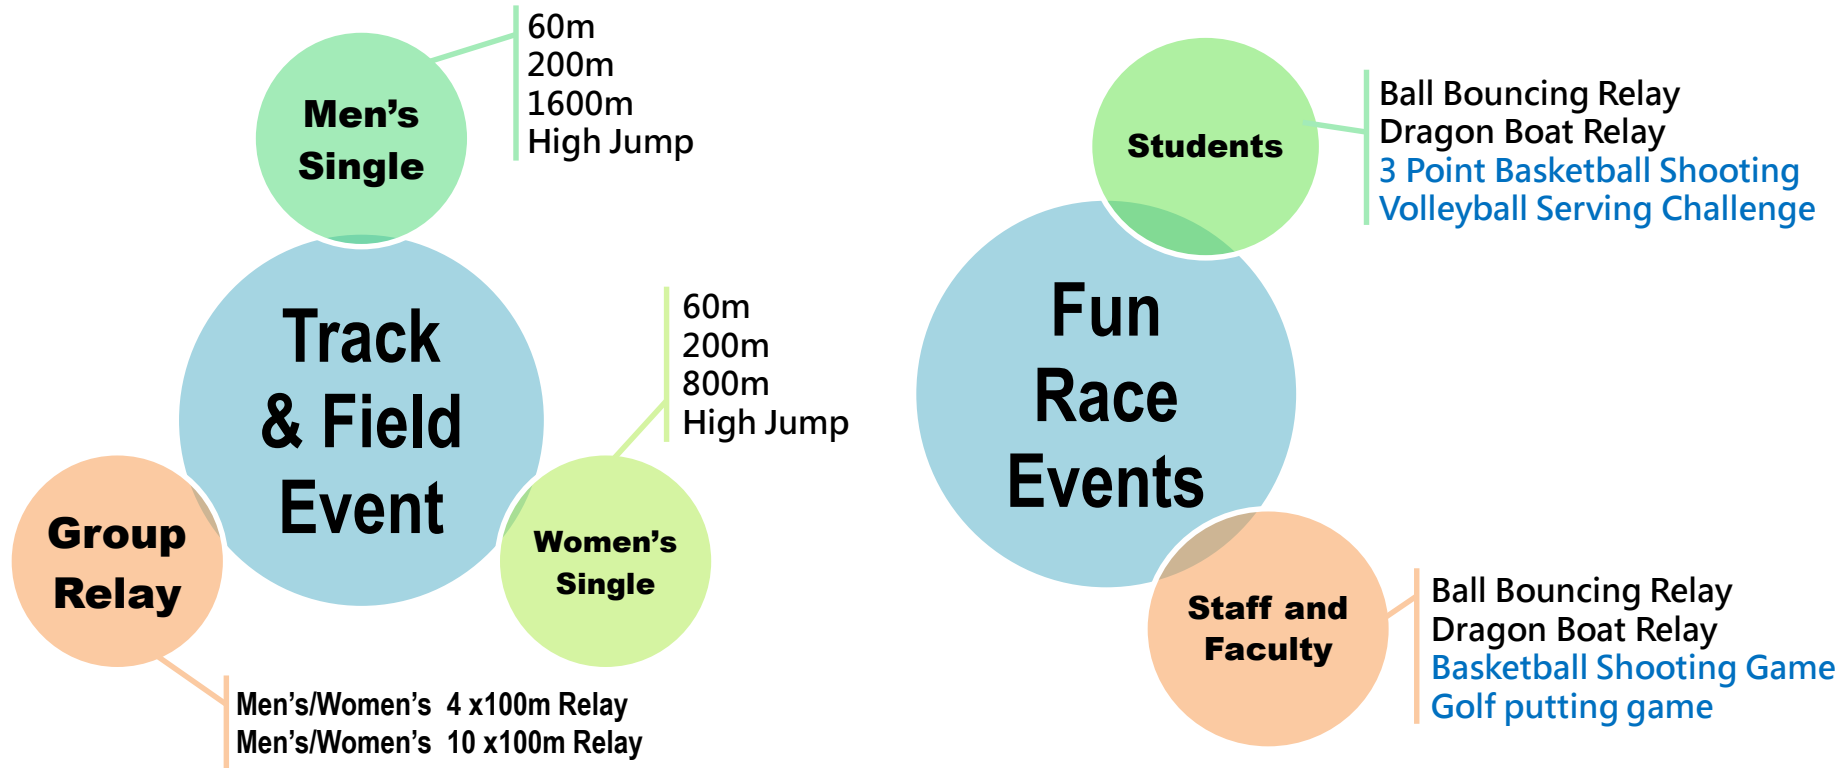 Men's
Single
60m
200m
1600m
High Jump
Track
& Field
Event
Women's
Single
60m
200m
800m
High Jump
Group
Relay
Men's/Women's  4 x100m Relay
Men's/Women's  10 x100m Relay
Fun
Race
Events
Students
Ball Bouncing Relay
Dragon Boat Relay
3 Point Basketball Shooting
Volleyball Serving Challenge
Staff and
Faculty
Ball Bouncing Relay
Dragon Boat Relay
Basketball Shooting Game
Golf putting game